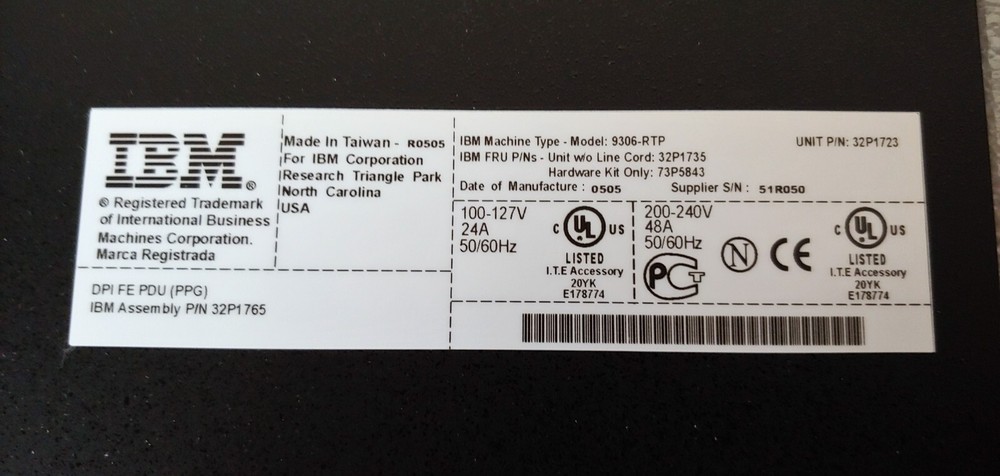 IBM®
® Registered Trademark
of International Business
Machines Corporation.
Marca Registrada
Made In Taiwan - R0505
For IBM Corporation
Research Triangle Park
North Carolina
USA
IBM Machine Type - Model: 9306-RTP
UNIT P/N: 32P1723
IBM FRU P/Ns - Unit w/o Line Cord: 32P1735
Hardware Kit Only: 73P5843
Date of Manufacture : 0505
Supplier S/N : 51R050
100-127V
24A
50/60Hz
C UL US
LISTED
I.T.E Accessory
20YK
E178774
200-240V
48A
50/60Hz
PCT
N
CE
C UL US
LISTED
I.T.E Accessory
20YK
E178774
DPI FE PDU (PPG)
IBM Assembly P/N 32P1765